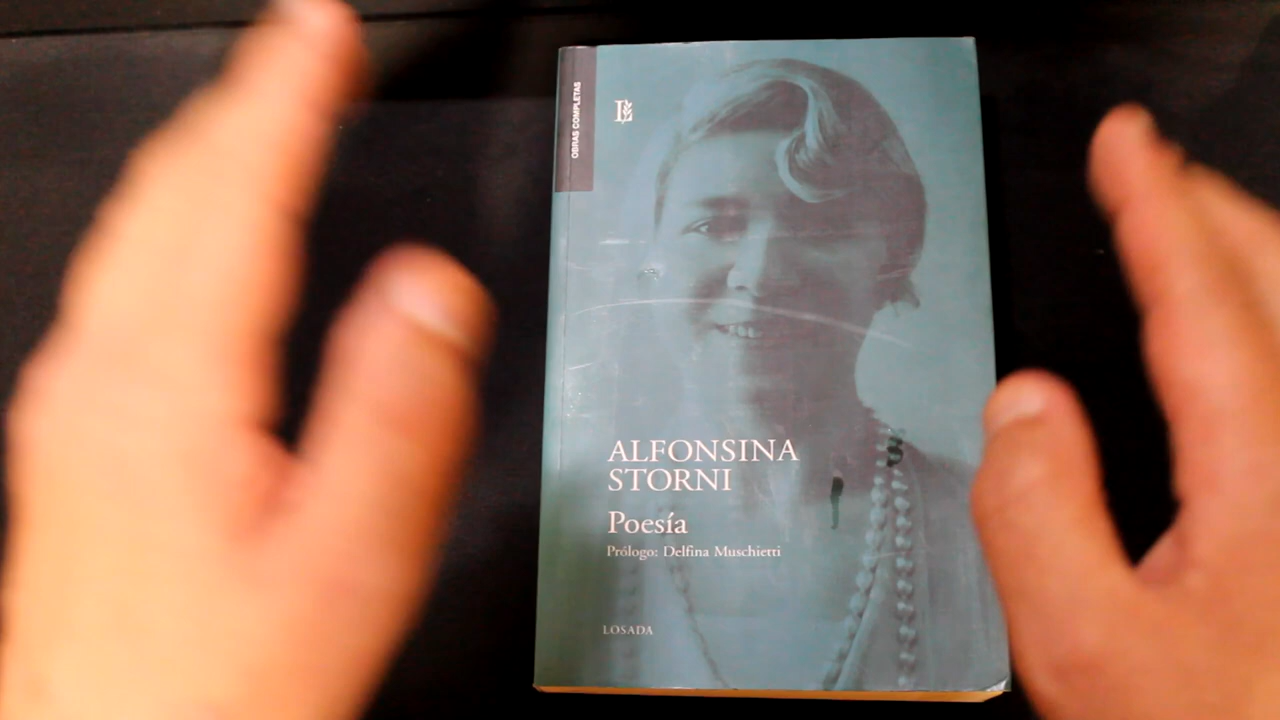 OBRAS COMPLETAS
ALFONSINA
STORNI
Poesía
Prólogo: Delfina Muschietti
LOSADA